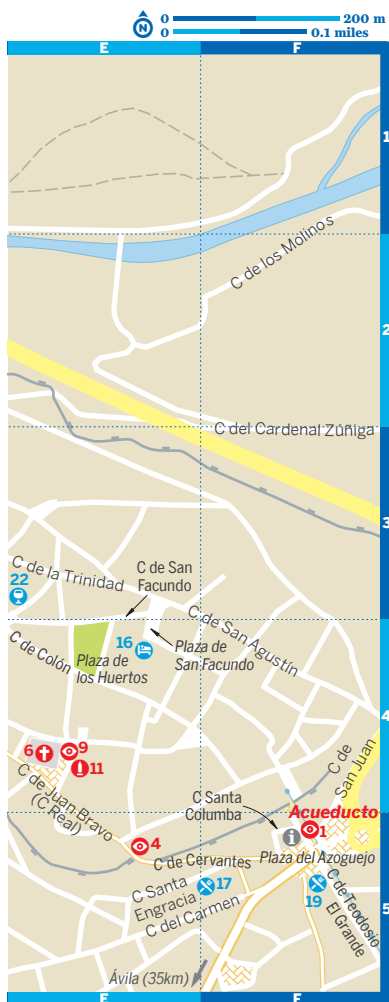 N
0 200 m
0 0.1 miles
E F
1
C de los Molinos
2
C del Cardenal Zúñiga
3
C de la Trinidad
C de San
Facundo
22
C de San Agustín
16
Plaza de
San Facundo
C de Colón
Plaza de
los Huertos
4
6
9
11
C de
San Juan
C de Juan Bravo
(C Real)
C Santa
Columba
Acueducto
1
i
4
Plaza del Azoguejo
C de Cervantes
C Santa
Engracia
17
19
C del Carmen
C de Teodosio
El Grande
5
Ávila (35km)
E F